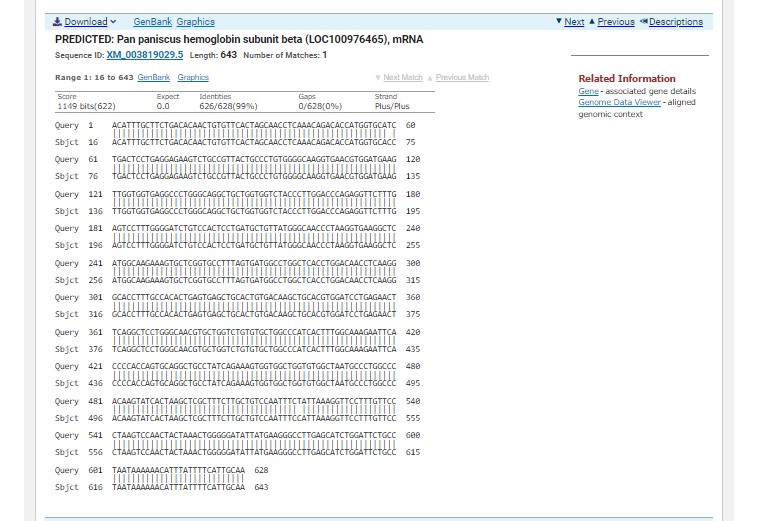 Download GenBank Graphics Next Previous Descriptions
PREDICTED: Pan paniscus hemoglobin subunit beta (LOC100976465), mRNA
Sequence ID: XM_003819029.5 Length: 643 Number of Matches: 1
Range 1: 16 to 643 GenBank Graphics Next Match Previous Match
Score Expect Identities Gaps Strand
1149 bits(622) 0.0 626/628(99%) 0/628(0%) Plus/Plus
Related Information
Gene - associated gene details
Genome Data Viewer - aligned
genomic context
Query 1 ACATTTGCTTCTGACACAACTGTGTTCACTAGCAACCTCAAACAGACACCATGGTGCATC 60
Sbjct 16 ACATTTGCTTCTGACACAACTGTGTTCACTAGCAACCTCAAACAGACACCATGGTGCACC 75
Query 61 TGACTCCTGAGGAGAAGTCTGCCGTTACTGCCCTGTGGGGCAAGGTGAACGTGGATGAAG 120
Sbjct 76 TGACTCCTGAGGAGAAGTCTGCCGTTACTGCCCTGTGGGGCAAGGTGAACGTGGATGAAG 135
Query 121 TTGGTGGTGAGGCCCTGGGCAGGCTGCTGGTGGTCTACCCTTGGACCCAGAGGTTCTTTG 180
Sbjct 136 TTGGTGGTGAGGCCCTGGGCAGGCTGCTGGTGGTCTACCCTTGGACCCAGAGGTTCTTTG 195
Query 181 AGTCCTTTGGGGATCTGTCCACTCCTGATGCTGTTATGGGCAACCCTAAGGTGAAGGCTC 240
Sbjct 196 AGTCCTTTGGGGATCTGTCCACTCCTGATGCTGTTATGGGCAACCCTAAGGTGAAGGCTC 255
Query 241 ATGGCAAGAAAGTGCTCGGTGCCTTTAGTGATGGCCTGGCTCACCTGGACAACCTCAAGG 300
Sbjct 256 ATGGCAAGAAAGTGCTCGGTGCCTTTAGTGATGGCCTGGCTCACCTGGACAACCTCAAGG 315
Query 301 GCACCTTTGCCACACTGAGTGAGCTGCACTGTGACAAGCTGCACGTGGATCCTGAGAACT 360
Sbjct 316 GCACCTTTGCCACACTGAGTGAGCTGCACTGTGACAAGCTGCACGTGGATCCTGAGAACT 375
Query 361 TCAGGCTCCTGGGCAACGTGCTGGTCTGTGTGCTGGCCCATCACTTTGGCAAAGAATTCA 420
Sbjct 376 TCAGGCTCCTGGGCAACGTGCTGGTCTGTGTGCTGGCCCATCACTTTGGCAAAGAATTCA 435
Query 421 CCCCACCAGTGCAGGCTGCCTATCAGAAAGTGGTGGCTGGTGTGGCTAATGCCCTGGCCC 480
Sbjct 436 CCCCACCAGTGCAGGCTGCCTATCAGAAAGTGGTGGCTGGTGTGGCTAATGCCCTGGCCC 495
Query 481 ACAAGTATCACTAAGCTCGCTTTCTTGCTGTCCAATTTCTATTAAAGGTTCCTTTGTTCC 540
Sbjct 496 ACAAGTATCACTAAGCTCGCTTTCTTGCTGTCCAATTTCCATTAAAGGTTCCTTTGTTCC 555
Query 541 CTAAGTCCAACTACTAAACTGGGGGATATTATGAAGGGCCTTGAGCATCTGGATTCTGCC 600
Sbjct 556 CTAAGTCCAACTACTAAACTGGGGGATATTATGAAGGGCCTTGAGCATCTGGATTCTGCC 615
Query 601 TAATAAAAAACATTTATTTTCATTGCAA 628
Sbjct 616 TAATAAAAAACATTTATTTTCATTGCAA 643